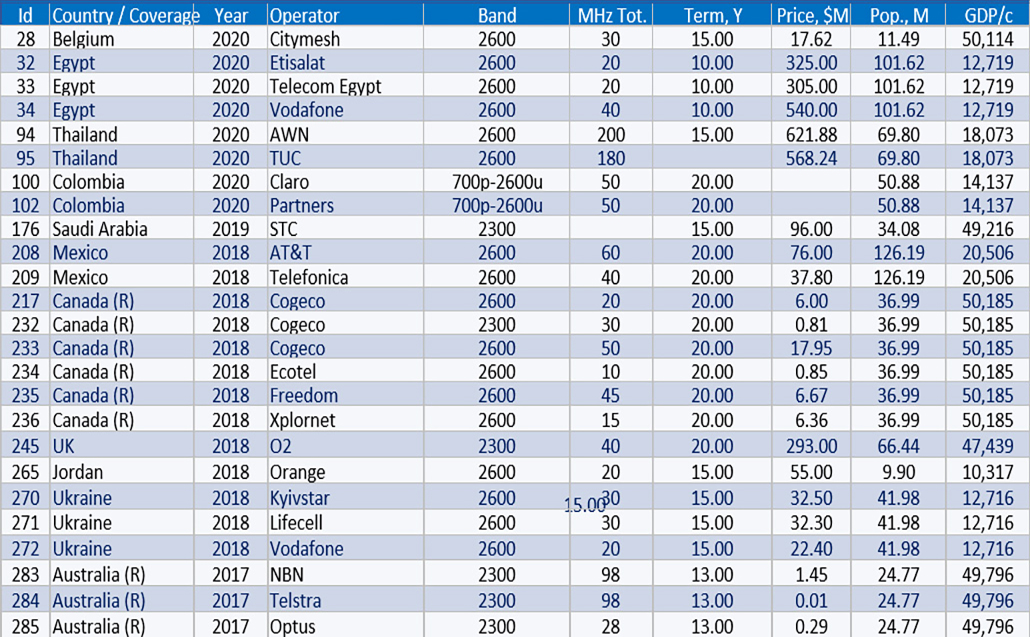 Id Country / Coverage Year Operator Band MHz Tot. Term, Y Price, $M Pop., M GDP/c
28 Belgium 2020 Citymesh 2600 30 15.00 17.62 11.49 50,114
32 Egypt 2020 Etisalat 2600 20 10.00 325.00 101.62 12,719
33 Egypt 2020 Telecom Egypt 2600 20 10.00 305.00 101.62 12,719
34 Egypt 2020 Vodafone 2600 40 10.00 540.00 101.62 12,719
94 Thailand 2020 AWN 2600 200 15.00 621.88 69.80 18,073
95 Thailand 2020 TUC 2600 180 568.24 69.80 18,073
100 Colombia 2020 Claro 700p-2600u 50 20.00 50.88 14,137
102 Colombia 2020 Partners 700p-2600u 50 20.00 50.88 14,137
176 Saudi Arabia 2019 STC 2300 15.00 96.00 34.08 49,216
208 Mexico 2018 AT&T 2600 60 20.00 76.00 126.19 20,506
209 Mexico 2018 Telefonica 2600 40 20.00 37.80 126.19 20,506
217 Canada (R) 2018 Cogeco 2600 20 20.00 6.00 36.99 50,185
232 Canada (R) 2018 Cogeco 2300 30 20.00 0.81 36.99 50,185
233 Canada (R) 2018 Cogeco 2600 50 20.00 17.95 36.99 50,185
234 Canada (R) 2018 Ecotel 2600 10 20.00 0.85 36.99 50,185
235 Canada (R) 2018 Freedom 2600 45 20.00 6.67 36.99 50,185
236 Canada (R) 2018 Xplornet 2600 15 20.00 6.36 36.99 50,185
245 UK 2018 O2 2300 40 20.00 293.00 66.44 47,439
265 Jordan 2018 Orange 2600 20 15.00 55.00 9.90 10,317
270 Ukraine 2018 Kyivstar 2600 15.00 30 15.00 32.50 41.98 12,716
271 Ukraine 2018 Lifecell 2600 30 15.00 32.30 41.98 12,716
272 Ukraine 2018 Vodafone 2600 20 15.00 22.40 41.98 12,716
283 Australia (R) 2017 NBN 2300 98 13.00 1.45 24.77 49,796
284 Australia (R) 2017 Telstra 2300 98 13.00 0.01 24.77 49,796
285 Australia (R) 2017 Optus 2300 28 13.00 0.29 24.77 49,796